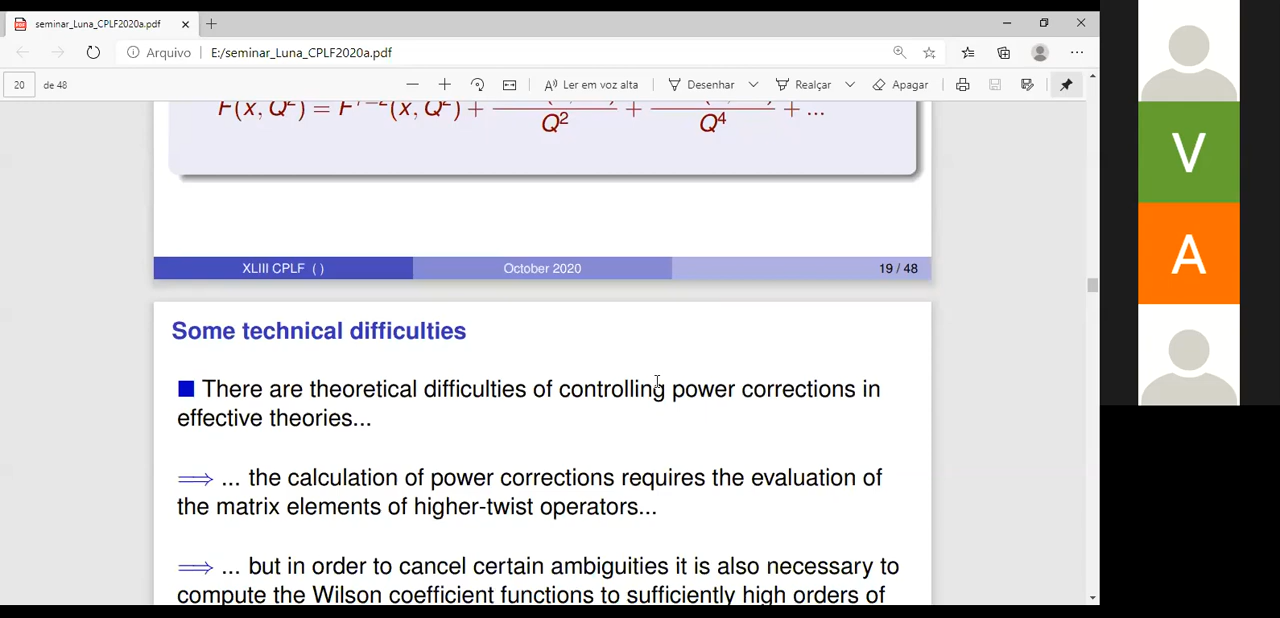 seminar_Luna_CPLF2020a.pdf
Arquivo | E:/seminar_Luna_CPLF2020a.pdf
20 de 48
Ler em voz alta
Desenhar
Realçar
Apagar
Q² Q⁴
XLIII CPLF ( ) October 2020 19 / 48
Some technical difficulties
There are theoretical difficulties of controlling power corrections in
effective theories...
⟹ ... the calculation of power corrections requires the evaluation of
the matrix elements of higher-twist operators...
⟹ ... but in order to cancel certain ambiguities it is also necessary to
compute the Wilson coefficient functions to sufficiently high orders of
V
A